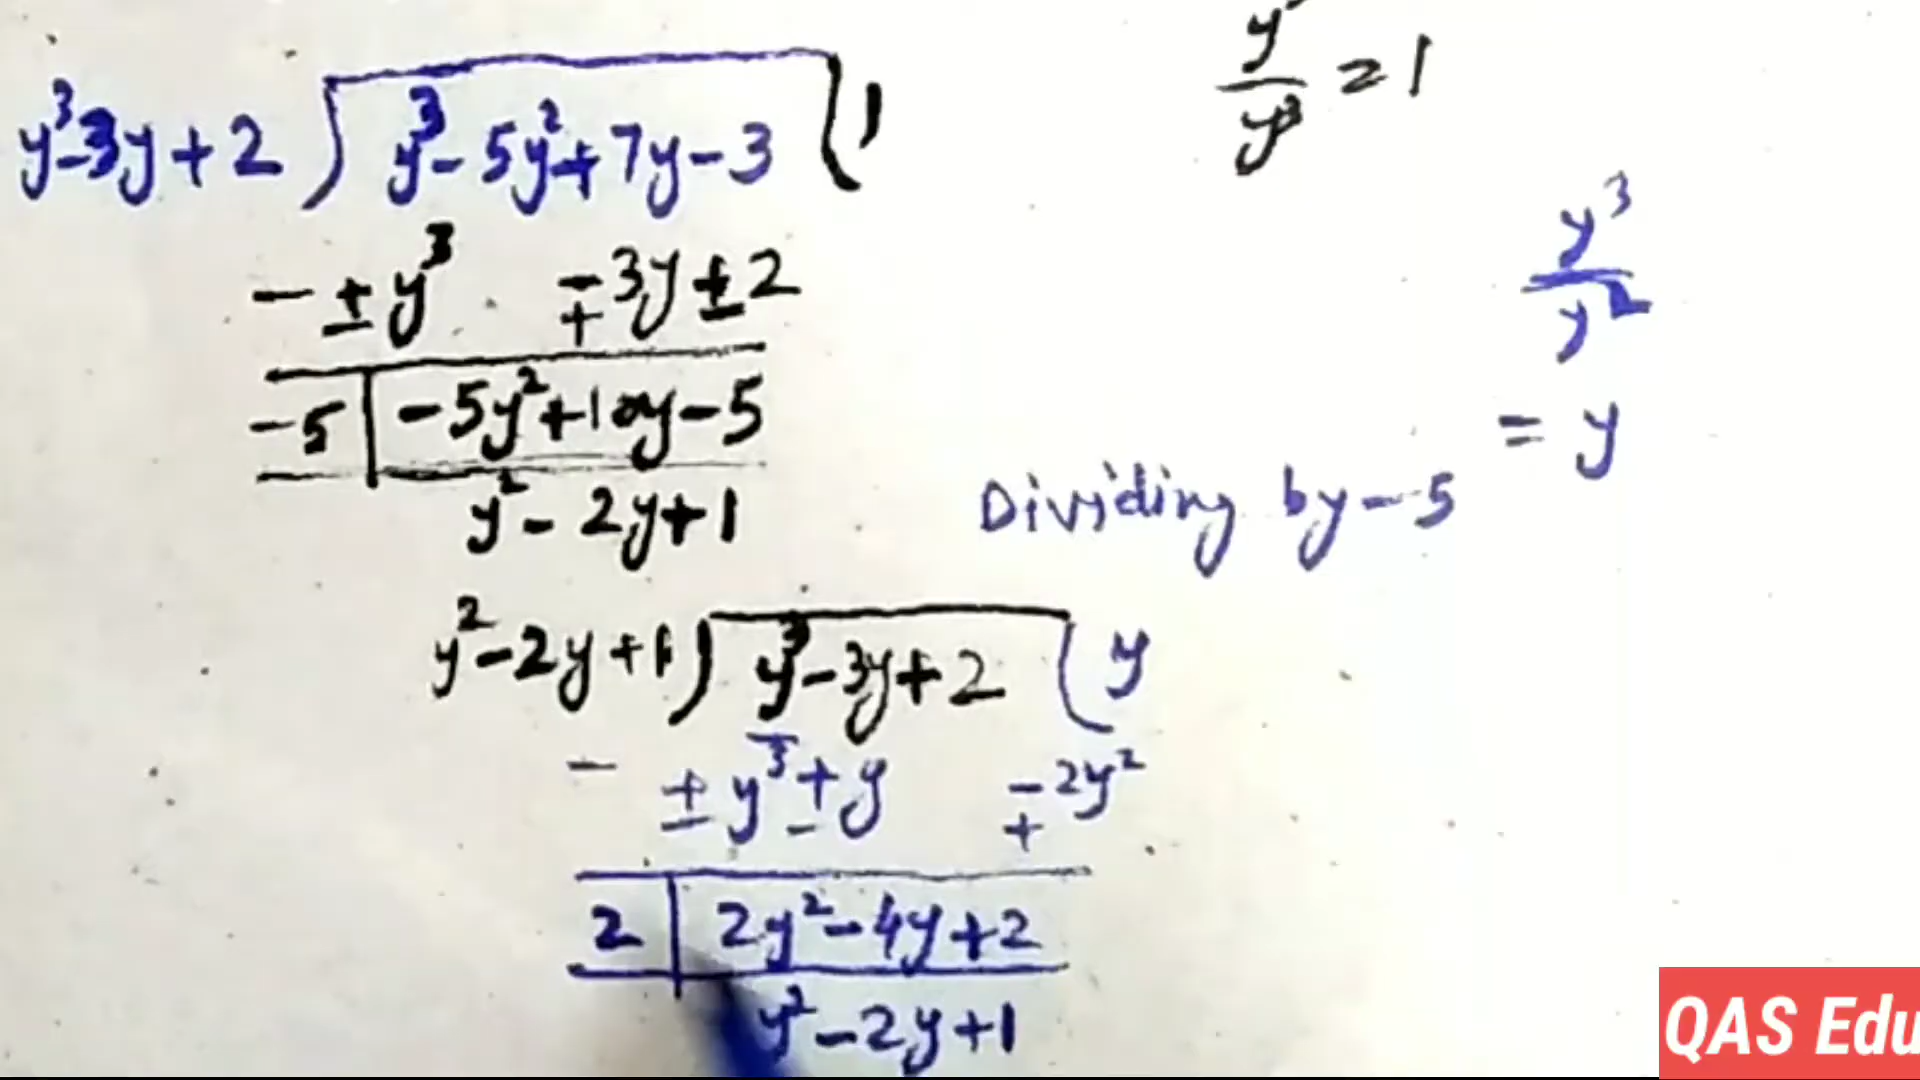 y³-3y+2 ) y³-5y²+7y-3 ( 1
- ± y³ ∓ 3y ± 2
-5 | -5y²+10y-5
y²-2y+1
y²-2y+1 ) y³-3y+2 ( y
- ± y³ + y ∓ 2y²
-
2 | 2y²-4y+2
y²-2y+1
y³ = 1
y³
y³
y²
= y
Dividing by -5
QAS Edu